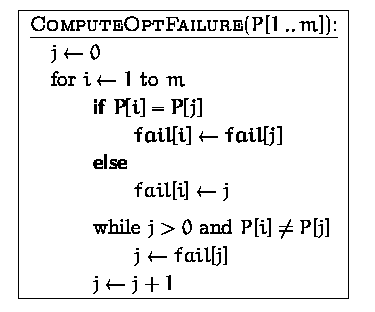 COMPUTEOPTFAILURE(P[1 .. m]):
j ← 0
for i ← 1 to m
if P[i] = P[j]
fail[i] ← fail[j]
else
fail[i] ← j
while j > 0 and P[i] ≠ P[j]
j ← fail[j]
j ← j + 1